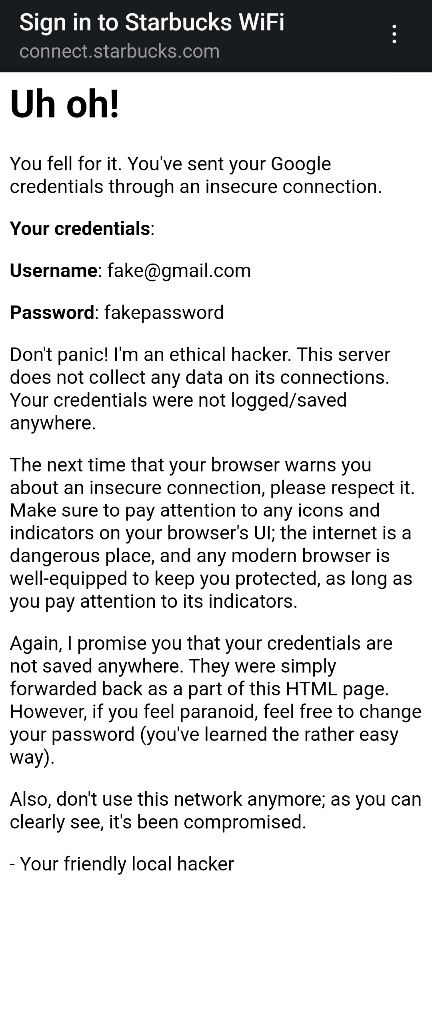 Sign in to Starbucks WiFi
connect.starbucks.com
Uh oh!
You fell for it. You've sent your Google
credentials through an insecure connection.
Your credentials:
Username: fake@gmail.com
Password: fakepassword
Don't panic! I'm an ethical hacker. This server
does not collect any data on its connections.
Your credentials were not logged/saved
anywhere.
The next time that your browser warns you
about an insecure connection, please respect it.
Make sure to pay attention to any icons and
indicators on your browser's UI; the internet is a
dangerous place, and any modern browser is
well-equipped to keep you protected, as long as
you pay attention to its indicators.
Again, I promise you that your credentials are
not saved anywhere. They were simply
forwarded back as a part of this HTML page.
However, if you feel paranoid, feel free to change
your password (you've learned the rather easy
way).
Also, don't use this network anymore; as you can
clearly see, it's been compromised.
- Your friendly local hacker